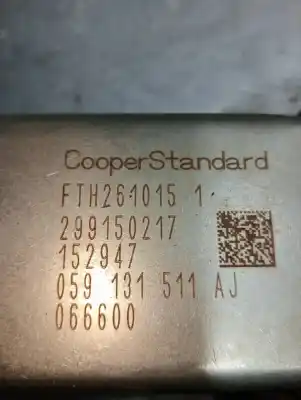 CooperStandard
FTH261015 1
299150217
152947
059 131 511 AJ
066600